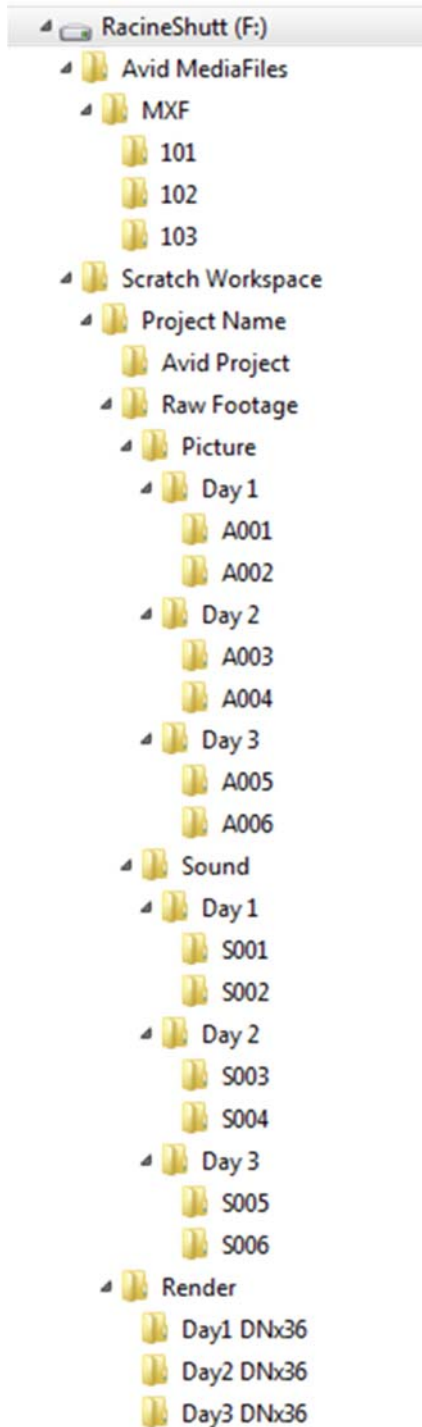 RacineShutt (F:)
Avid MediaFiles
MXF
101
102
103
Scratch Workspace
Project Name
Avid Project
Raw Footage
Picture
Day 1
A001
A002
Day 2
A003
A004
Day 3
A005
A006
Sound
Day 1
S001
S002
Day 2
S003
S004
Day 3
S005
S006
Render
Day1 DNx36
Day2 DNx36
Day3 DNx36